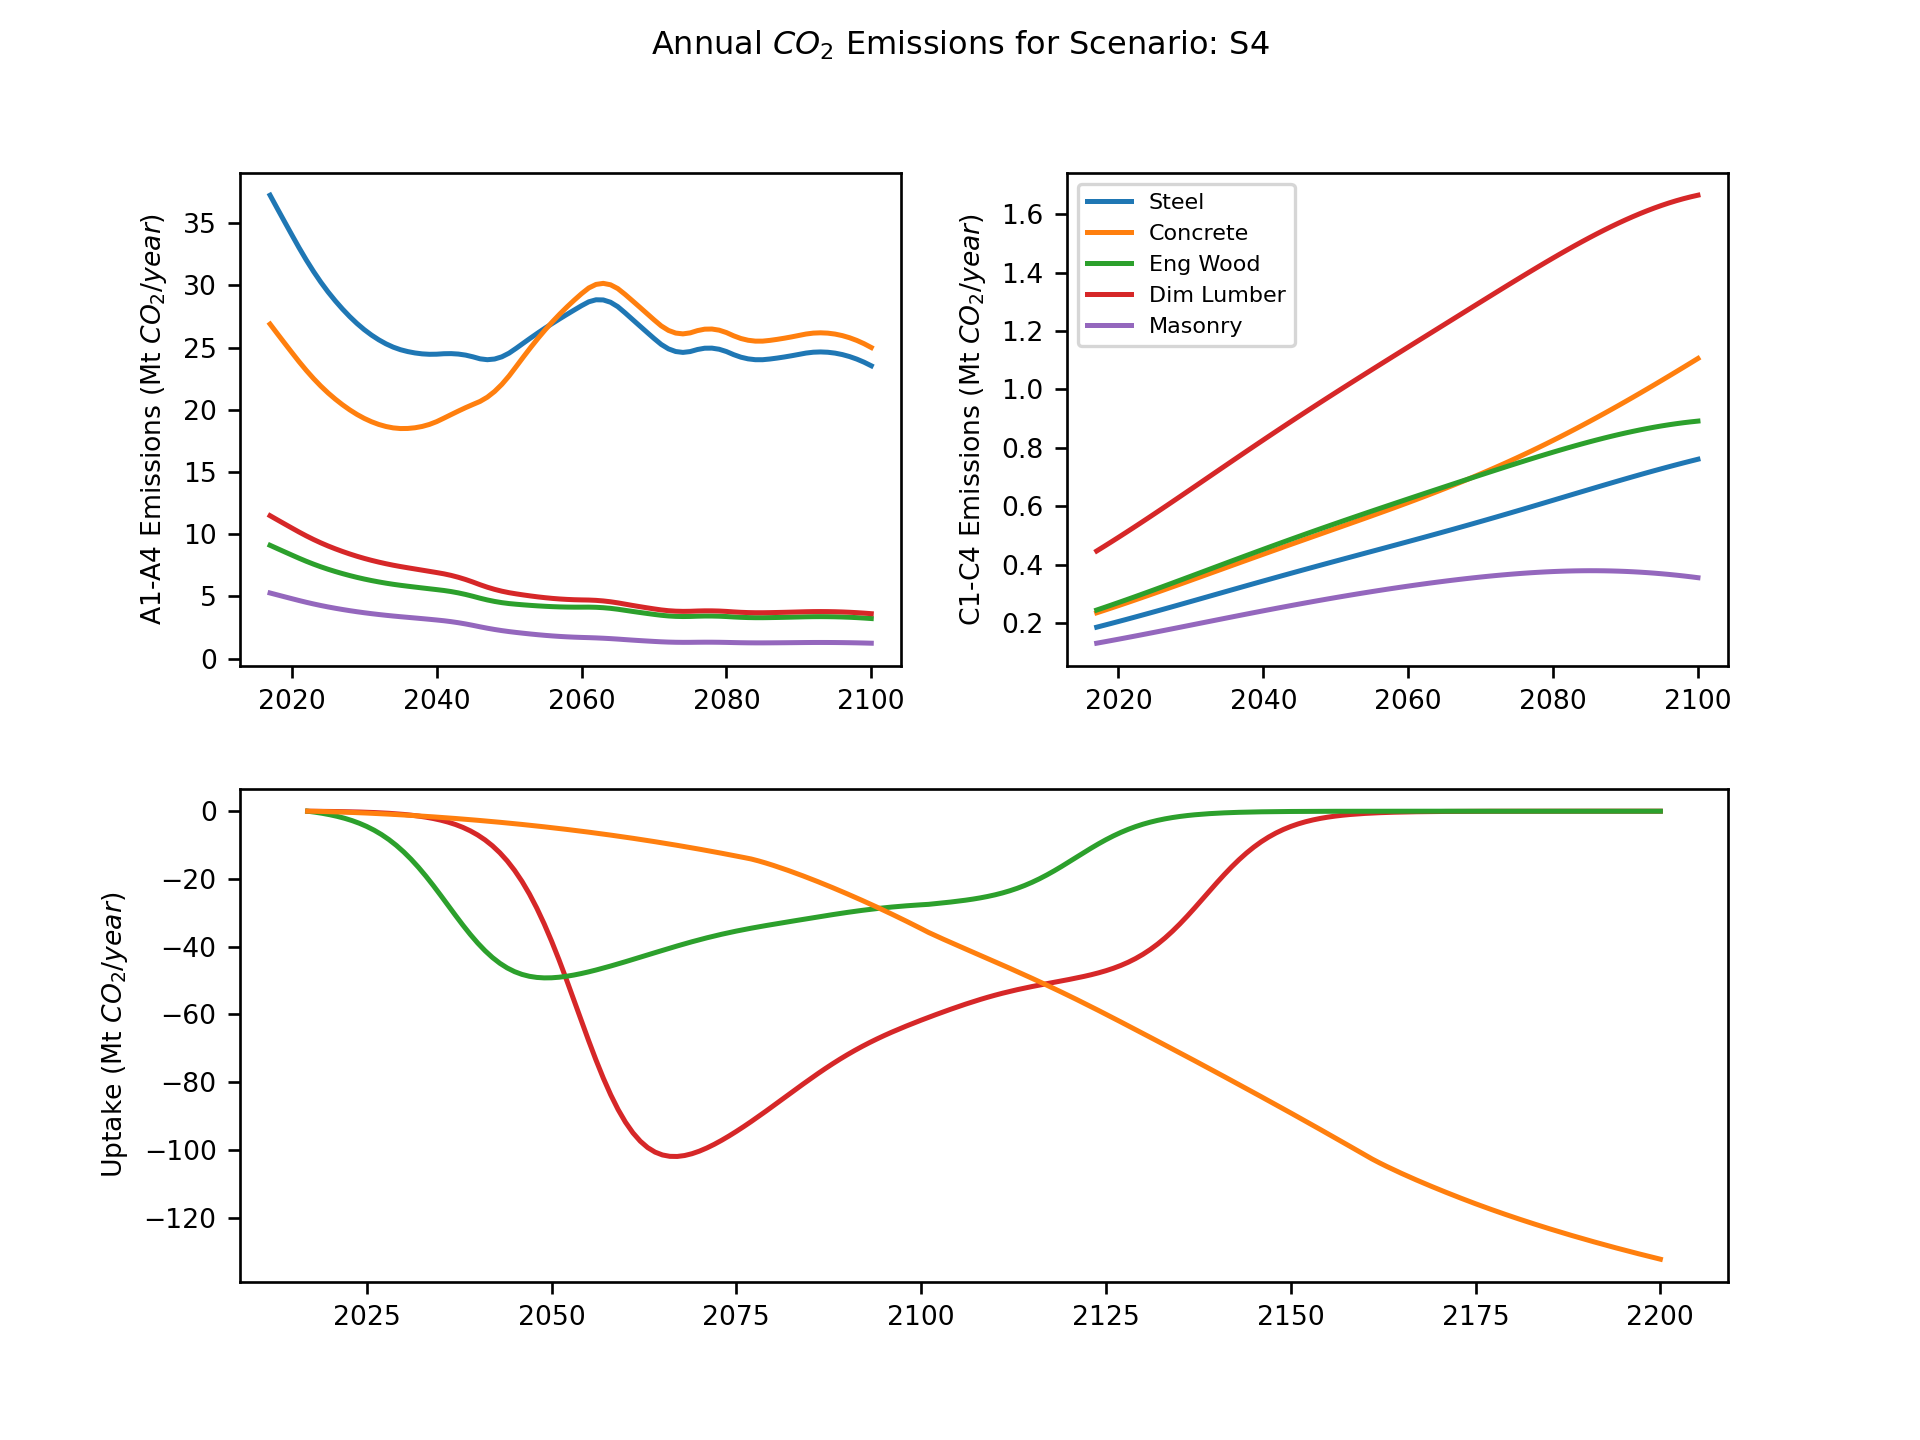 Annual CO₂ Emissions for Scenario: S4
A1-A4 Emissions (Mt CO₂/year)
35
30
25
20
15
10
5
0
2020 2040 2060 2080 2100
C1-C4 Emissions (Mt CO₂/year)
1.6
1.4
1.2
1.0
0.8
0.6
0.4
0.2
Steel
Concrete
Eng Wood
Dim Lumber
Masonry
2020 2040 2060 2080 2100
Uptake (Mt CO₂/year)
0
−20
−40
−60
−80
−100
−120
2025 2050 2075 2100 2125 2150 2175 2200